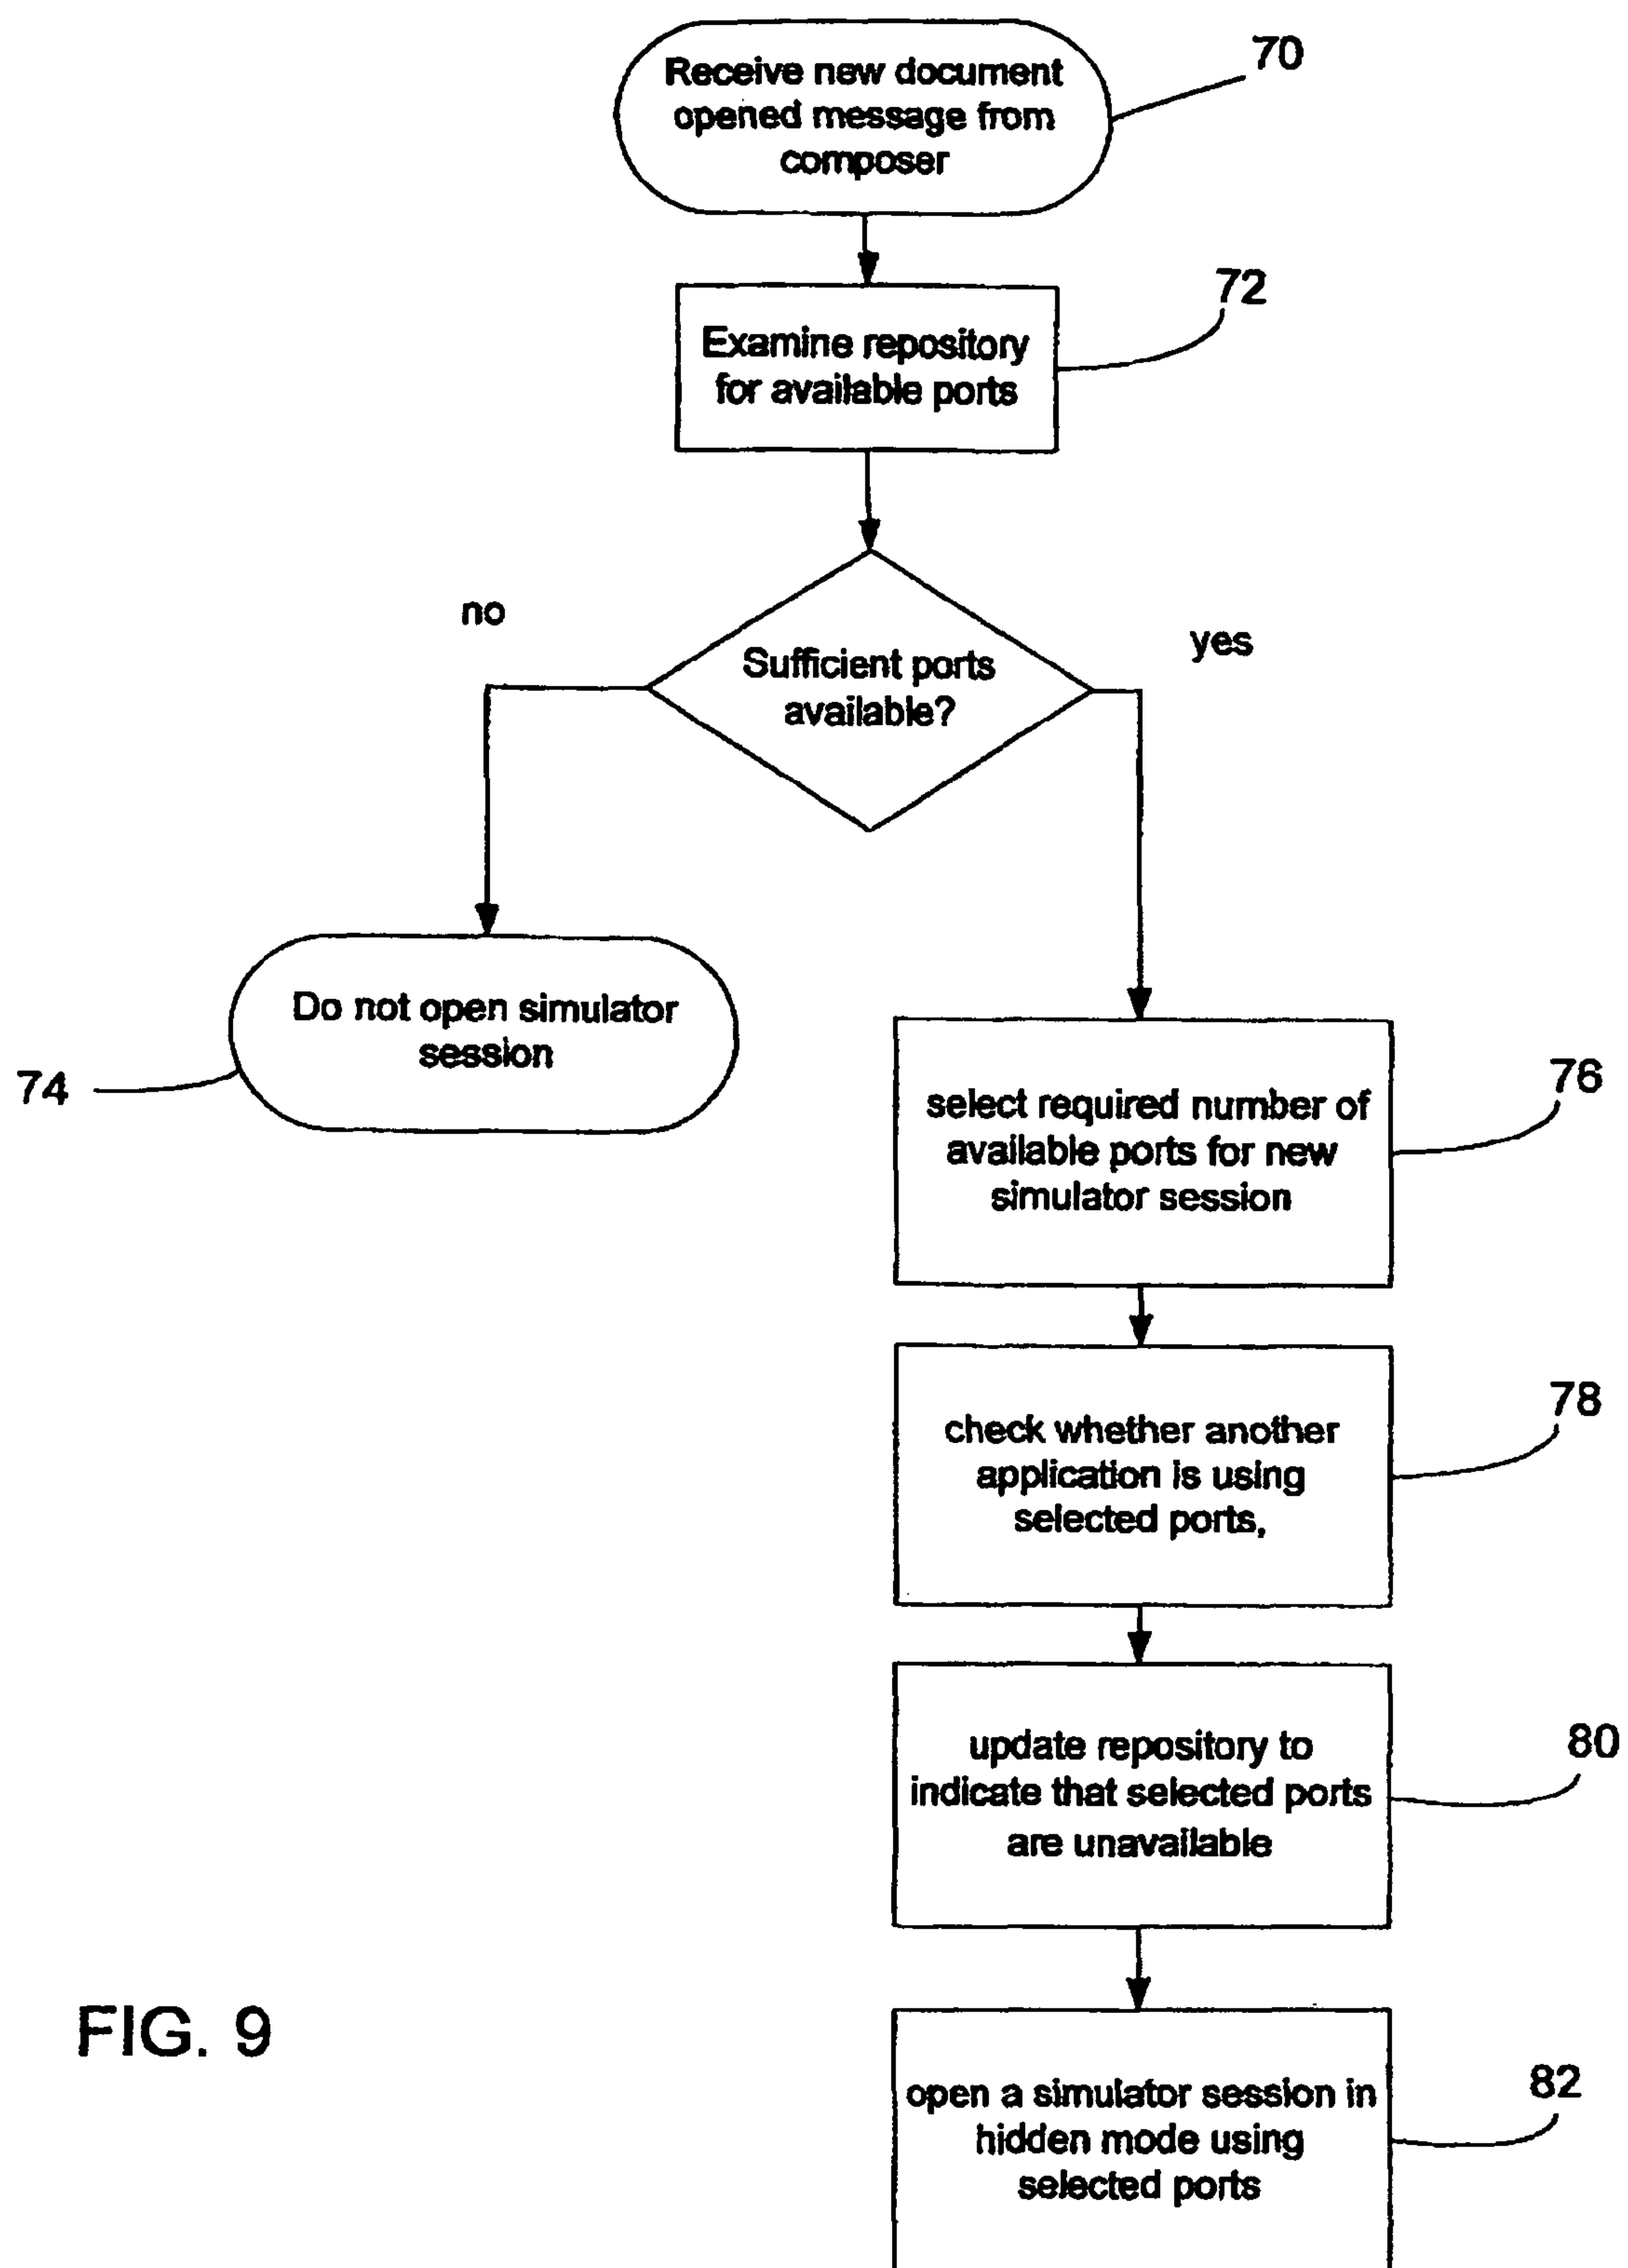 Receive new document
opened message from
composer
70
Examine repository
for available ports
72
no
yes
Sufficient ports
available?
Do not open simulator
session
74
select required number of
available ports for new
simulator session
76
check whether another
application is using
selected ports,
78
update repository to
indicate that selected ports
are unavailable
80
open a simulator session in
hidden mode using
selected ports
82
FIG. 9